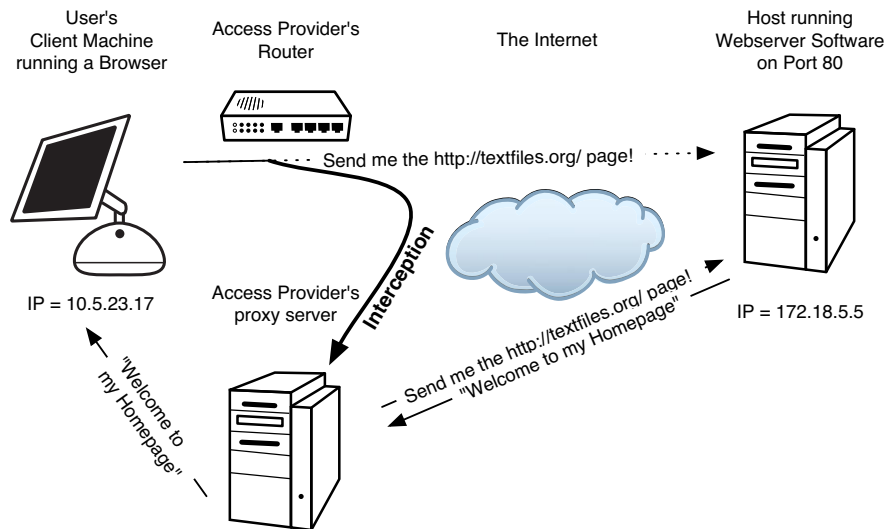 User's
Client Machine
running a Browser
Access Provider's
Router
The Internet
Host running
Webserver Software
on Port 80
Send me the http://textfiles.org/ page!
Interception
IP = 10.5.23.17
Access Provider's
proxy server
IP = 172.18.5.5
Send me the http://textfiles.org/ page!
"Welcome to my Homepage"
"Welcome to
my Homepage"